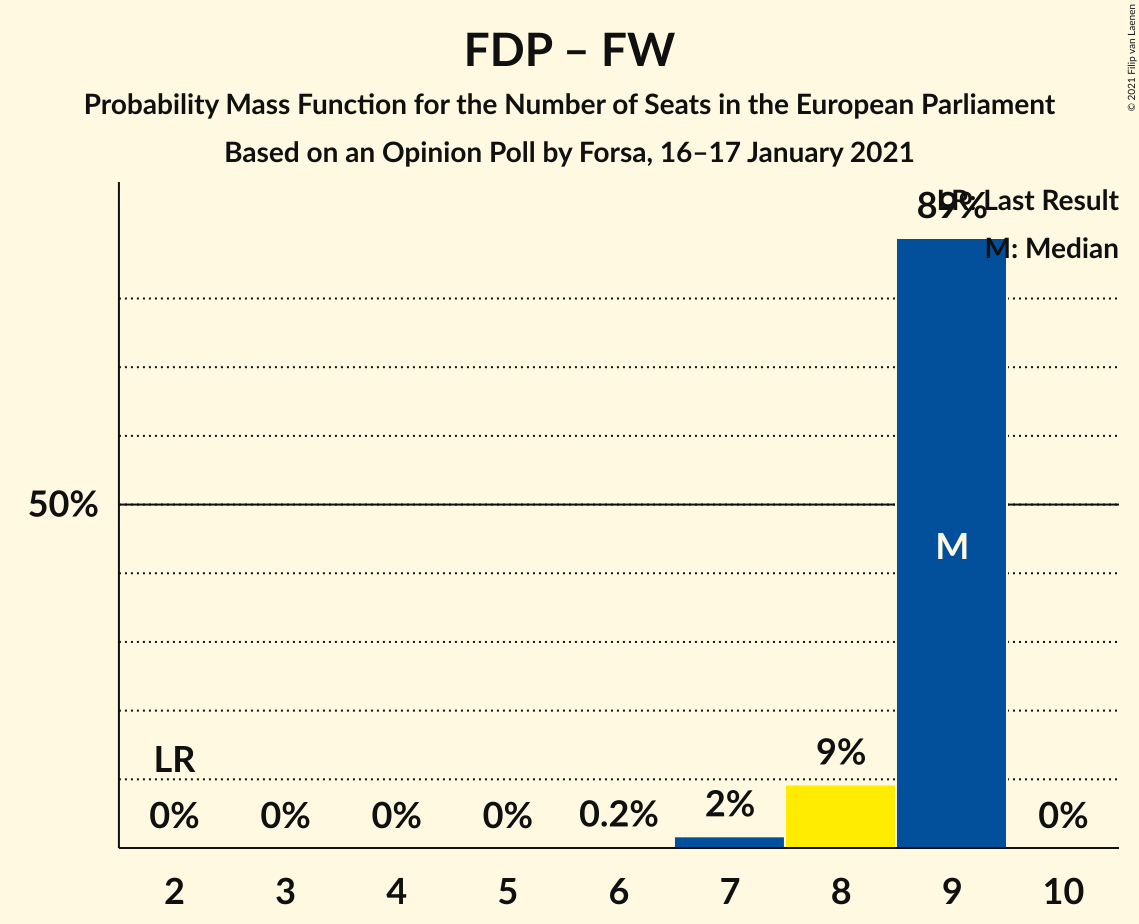 FDP – FW
Probability Mass Function for the Number of Seats in the European Parliament
Based on an Opinion Poll by Forsa, 16–17 January 2021
© 2021 Filip van Laenen
LR: Last Result
M: Median
89%
50%
M
LR
9%
0% 0% 0% 0% 0.2% 2% 0%
2 3 4 5 6 7 8 9 10